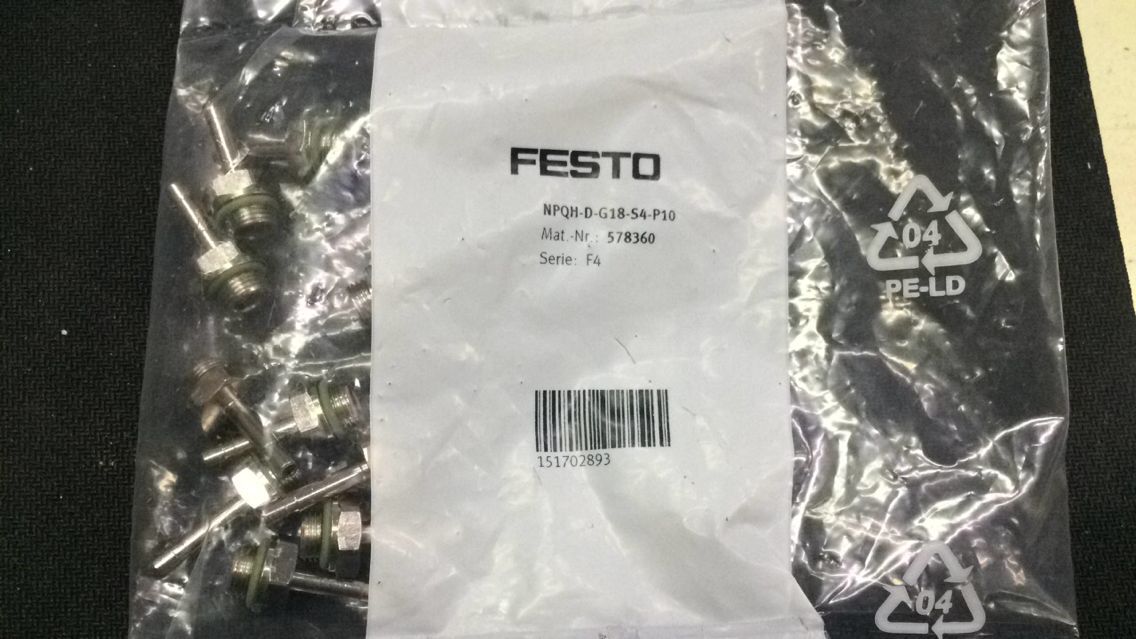 FESTO
NPQH-D-G18-S4-P10
Mat.-Nr.: 578360
Serie: F4
151702893
04
PE-LD
04